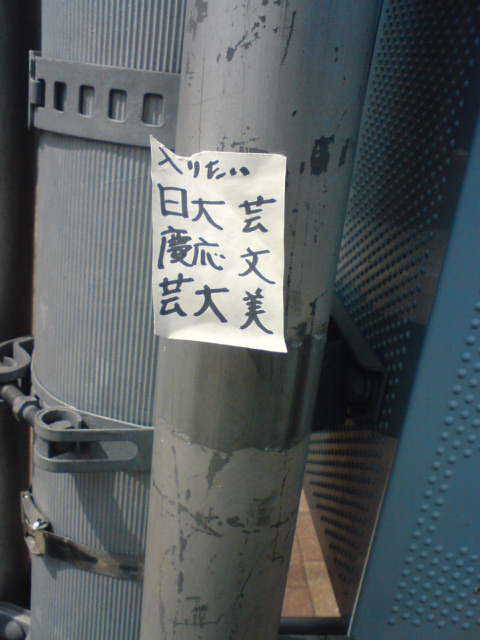 入りたい
日大 芸
慶応 文
芸大 美